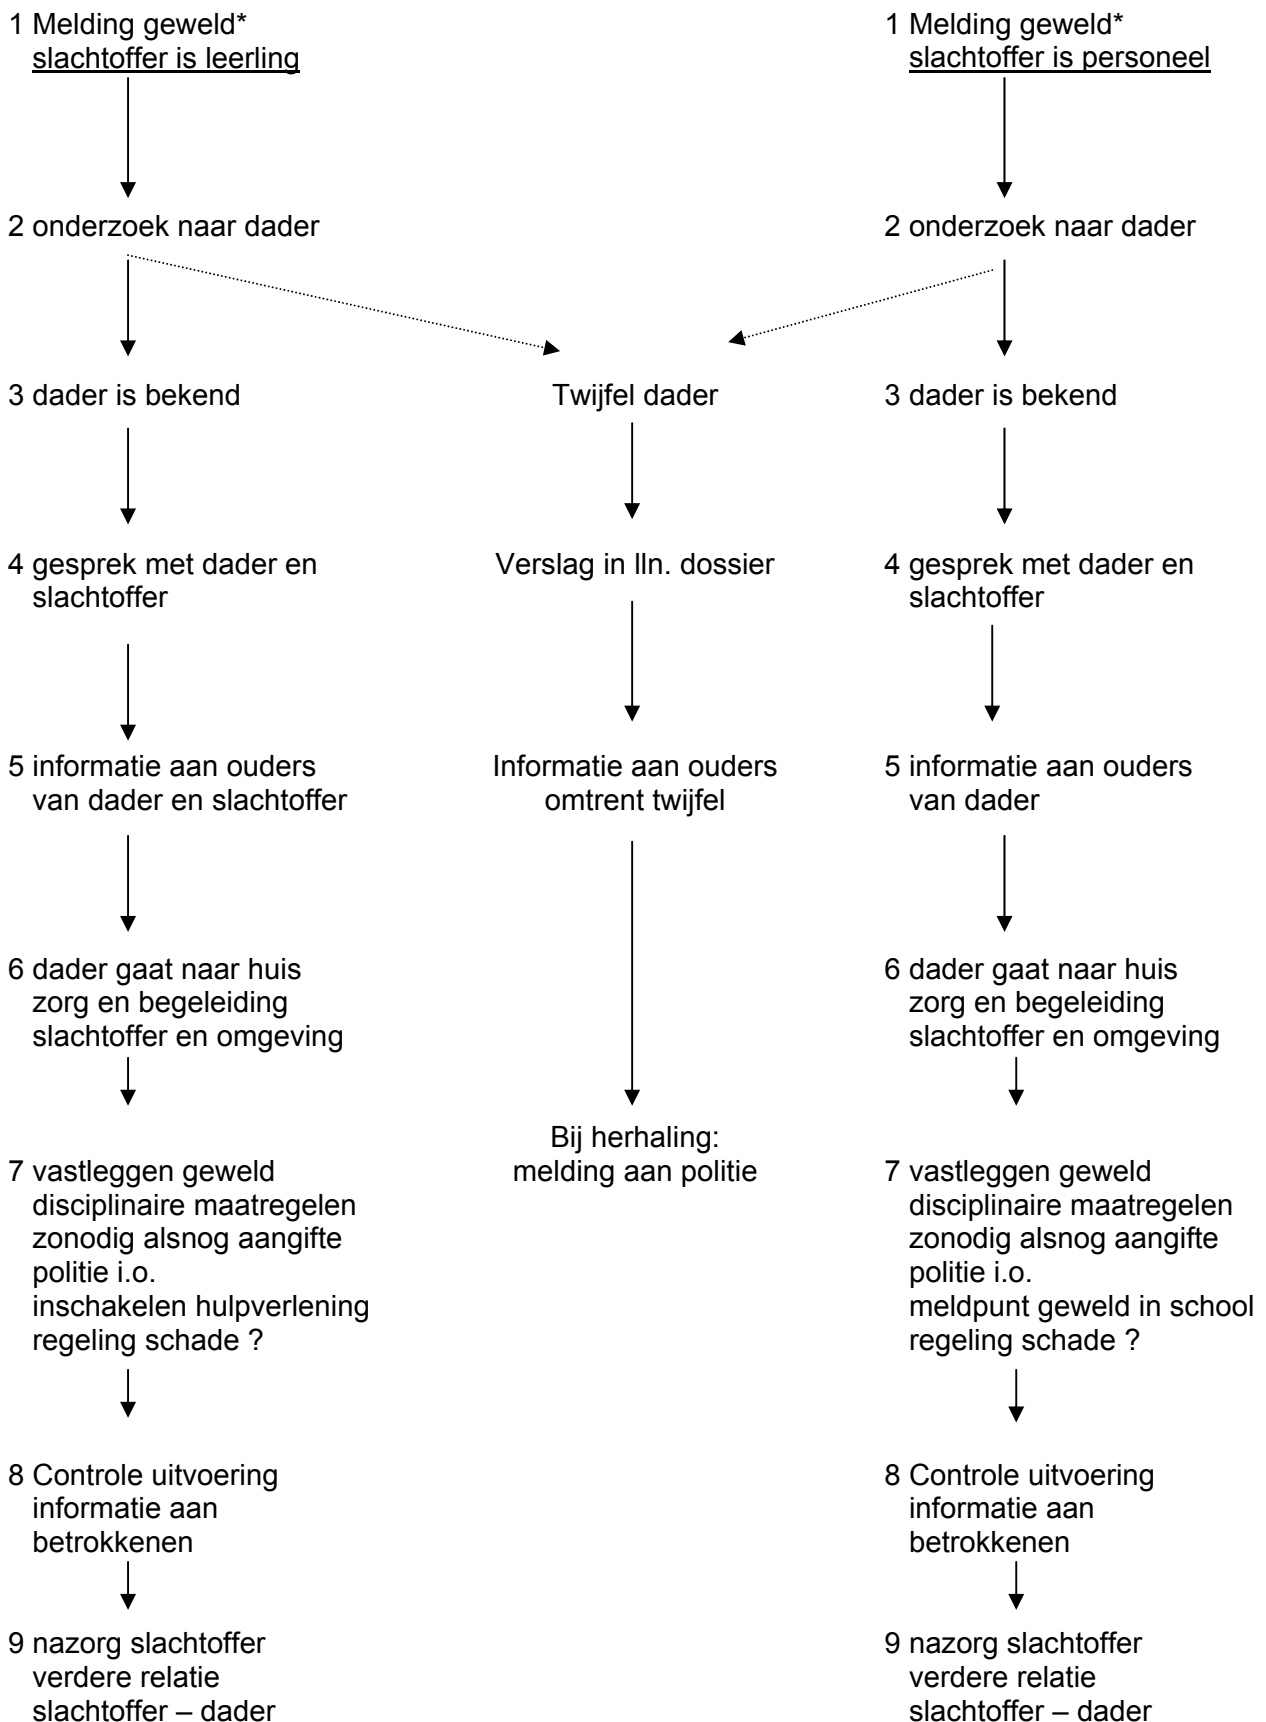 1 Melding geweld*
slachtoffer is leerling
2 onderzoek naar dader
3 dader is bekend
4 gesprek met dader en
slachtoffer
5 informatie aan ouders
van dader en slachtoffer
6 dader gaat naar huis
zorg en begeleiding
slachtoffer en omgeving
7 vastleggen geweld
disciplinaire maatregelen
zonodig alsnog aangifte
politie i.o.
inschakelen hulpverlening
regeling schade ?
8 Controle uitvoering
informatie aan
betrokkenen
9 nazorg slachtoffer
verdere relatie
slachtoffer – dader
Twijfel dader
Verslag in lln. dossier
Informatie aan ouders
omtrent twijfel
Bij herhaling:
melding aan politie
1 Melding geweld*
slachtoffer is personeel
2 onderzoek naar dader
3 dader is bekend
4 gesprek met dader en
slachtoffer
5 informatie aan ouders
van dader
6 dader gaat naar huis
zorg en begeleiding
slachtoffer en omgeving
7 vastleggen geweld
disciplinaire maatregelen
zonodig alsnog aangifte
politie i.o.
meldpunt geweld in school
regeling schade ?
8 Controle uitvoering
informatie aan
betrokkenen
9 nazorg slachtoffer
verdere relatie
slachtoffer – dader